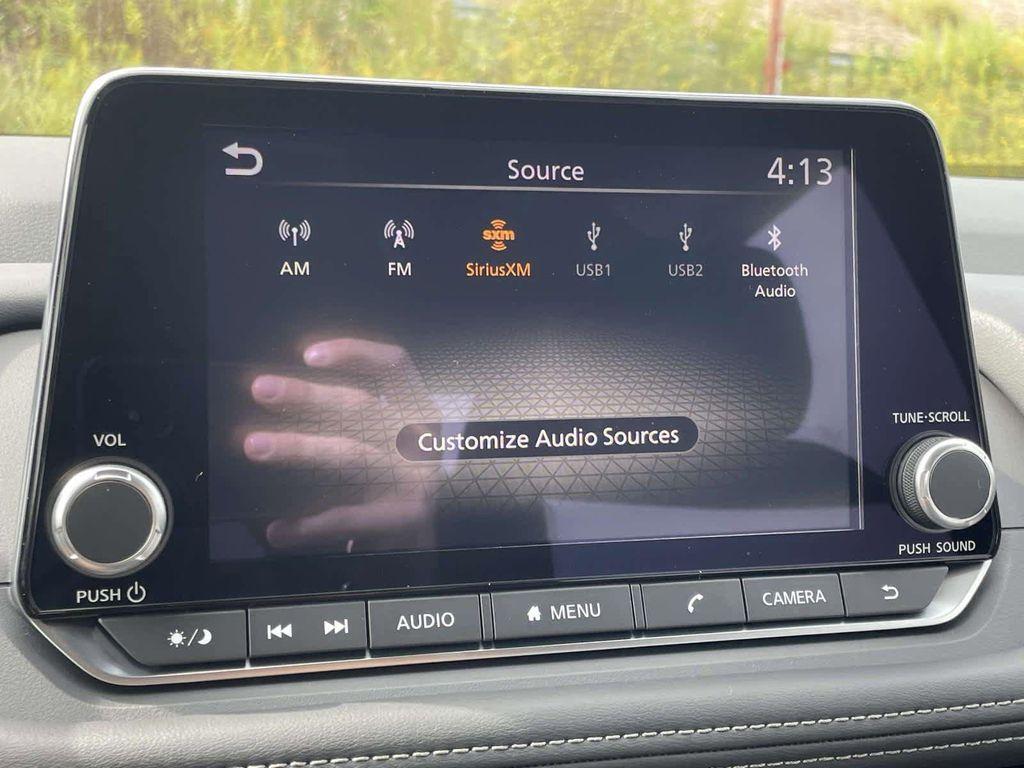 Source
4:13
sxm
AM
FM
SiriusXM
USB1
USB2
Bluetooth
Audio
Customize Audio Sources
VOL
PUSH
TUNE·SCROLL
PUSH SOUND
AUDIO
MENU
CAMERA